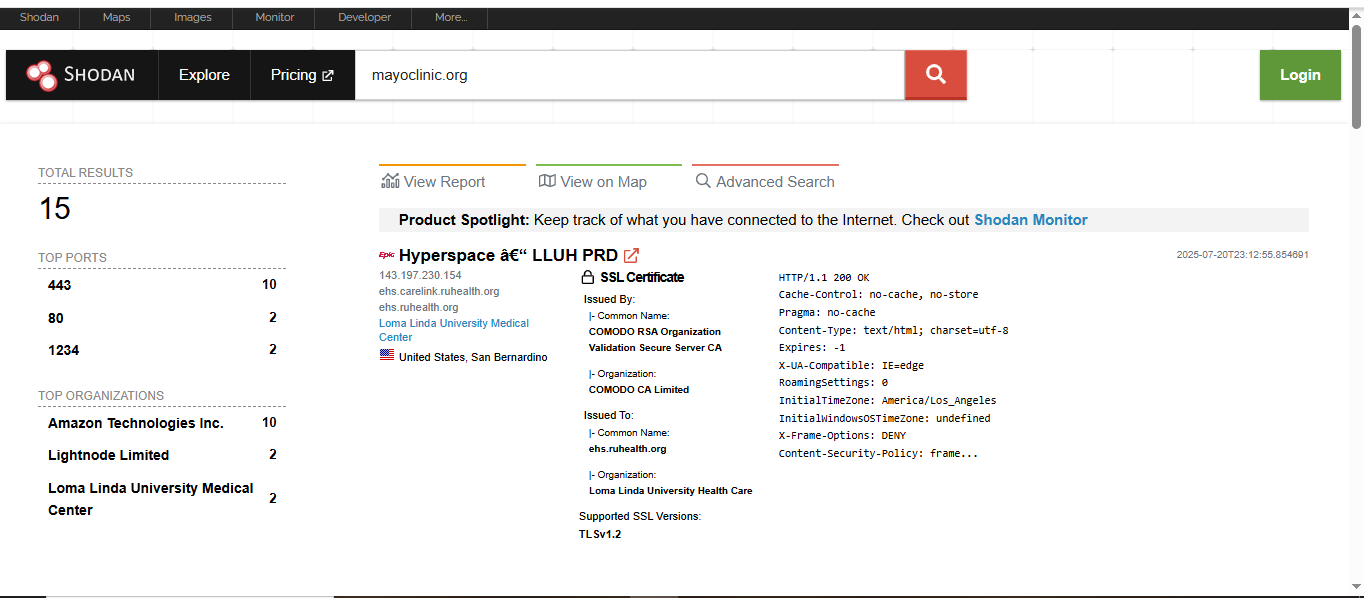 Shodan Maps Images Monitor Developer More...
SHODAN Explore Pricing mayoclinic.org Login
TOTAL RESULTS
15
TOP PORTS
443 10
80 2
1234 2
TOP ORGANIZATIONS
Amazon Technologies Inc. 10
Lightnode Limited 2
Loma Linda University Medical
Center 2
View Report View on Map Advanced Search
Product Spotlight: Keep track of what you have connected to the Internet. Check out Shodan Monitor
Epic Hyperspace â€“ LLUH PRD
2025-07-20T23:12:55.854691
143.197.230.154
ehs.carelink.ruhealth.org
ehs.ruhealth.org
Loma Linda University Medical
Center
United States, San Bernardino
SSL Certificate
Issued By:
|- Common Name:
COMODO RSA Organization
Validation Secure Server CA
|- Organization:
COMODO CA Limited
Issued To:
|- Common Name:
ehs.ruhealth.org
|- Organization:
Loma Linda University Health Care
Supported SSL Versions:
TLSv1.2
HTTP/1.1 200 OK
Cache-Control: no-cache, no-store
Pragma: no-cache
Content-Type: text/html; charset=utf-8
Expires: -1
X-UA-Compatible: IE=edge
RoamingSettings: 0
InitialTimeZone: America/Los_Angeles
InitialWindowsOSTimeZone: undefined
X-Frame-Options: DENY
Content-Security-Policy: frame...